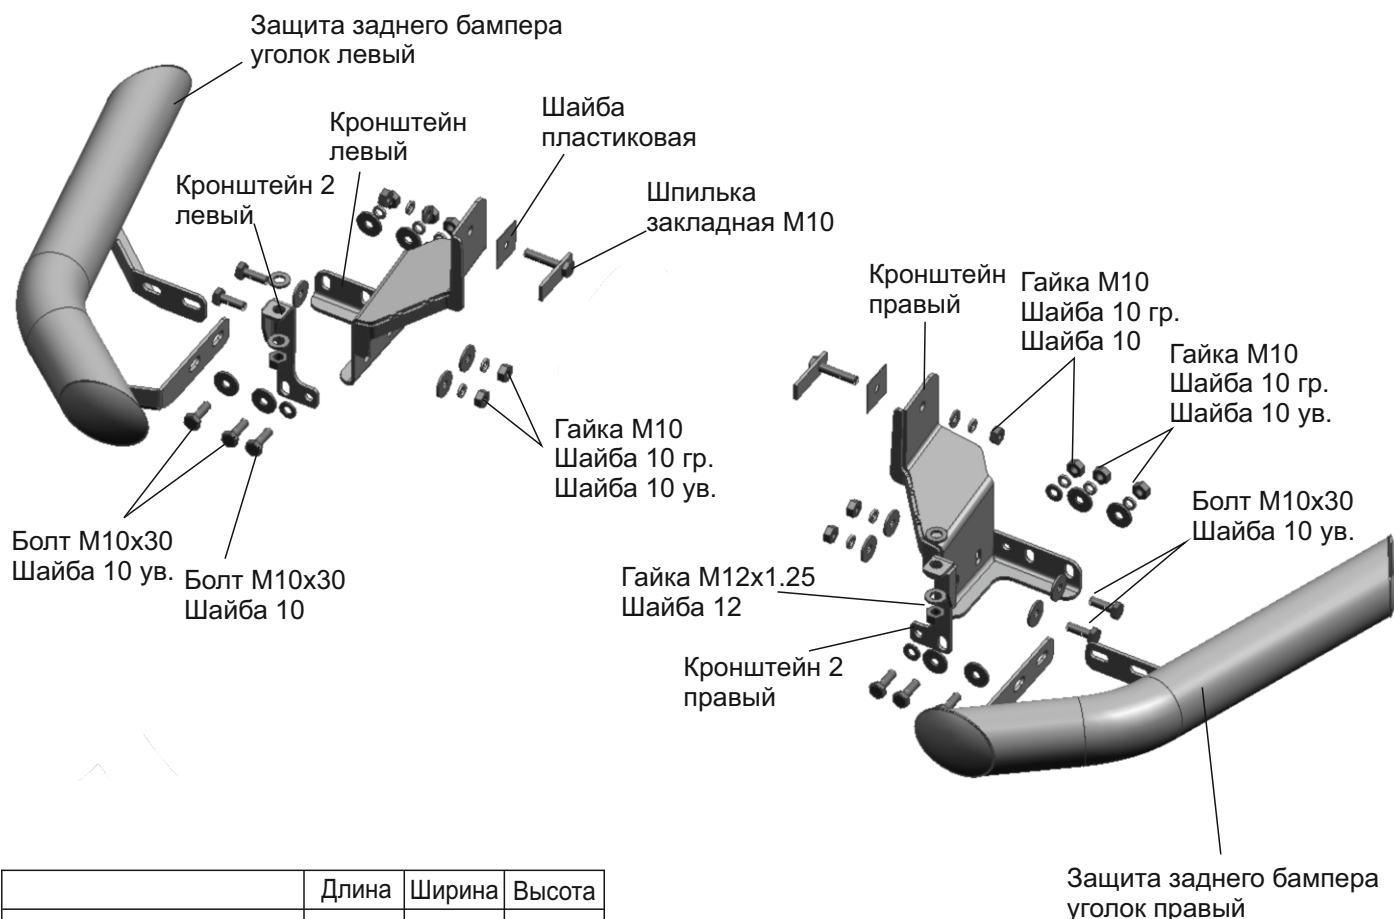 Защита заднего бампера
уголок левый
Кронштейн
левый
Шайба
пластиковая
Кронштейн 2
левый
Шпилька
закладная М10
Гайка М10
Шайба 10 гр.
Шайба 10 ув.
Болт М10х30
Шайба 10 ув.
Болт М10х30
Шайба 10
Кронштейн
правый
Гайка М10
Шайба 10 гр.
Шайба 10
Гайка М10
Шайба 10 гр.
Шайба 10 ув.
Болт М10х30
Шайба 10 ув.
Гайка М12х1.25
Шайба 12
Кронштейн 2
правый
Защита заднего бампера
уголок правый
Длина Ширина Высота